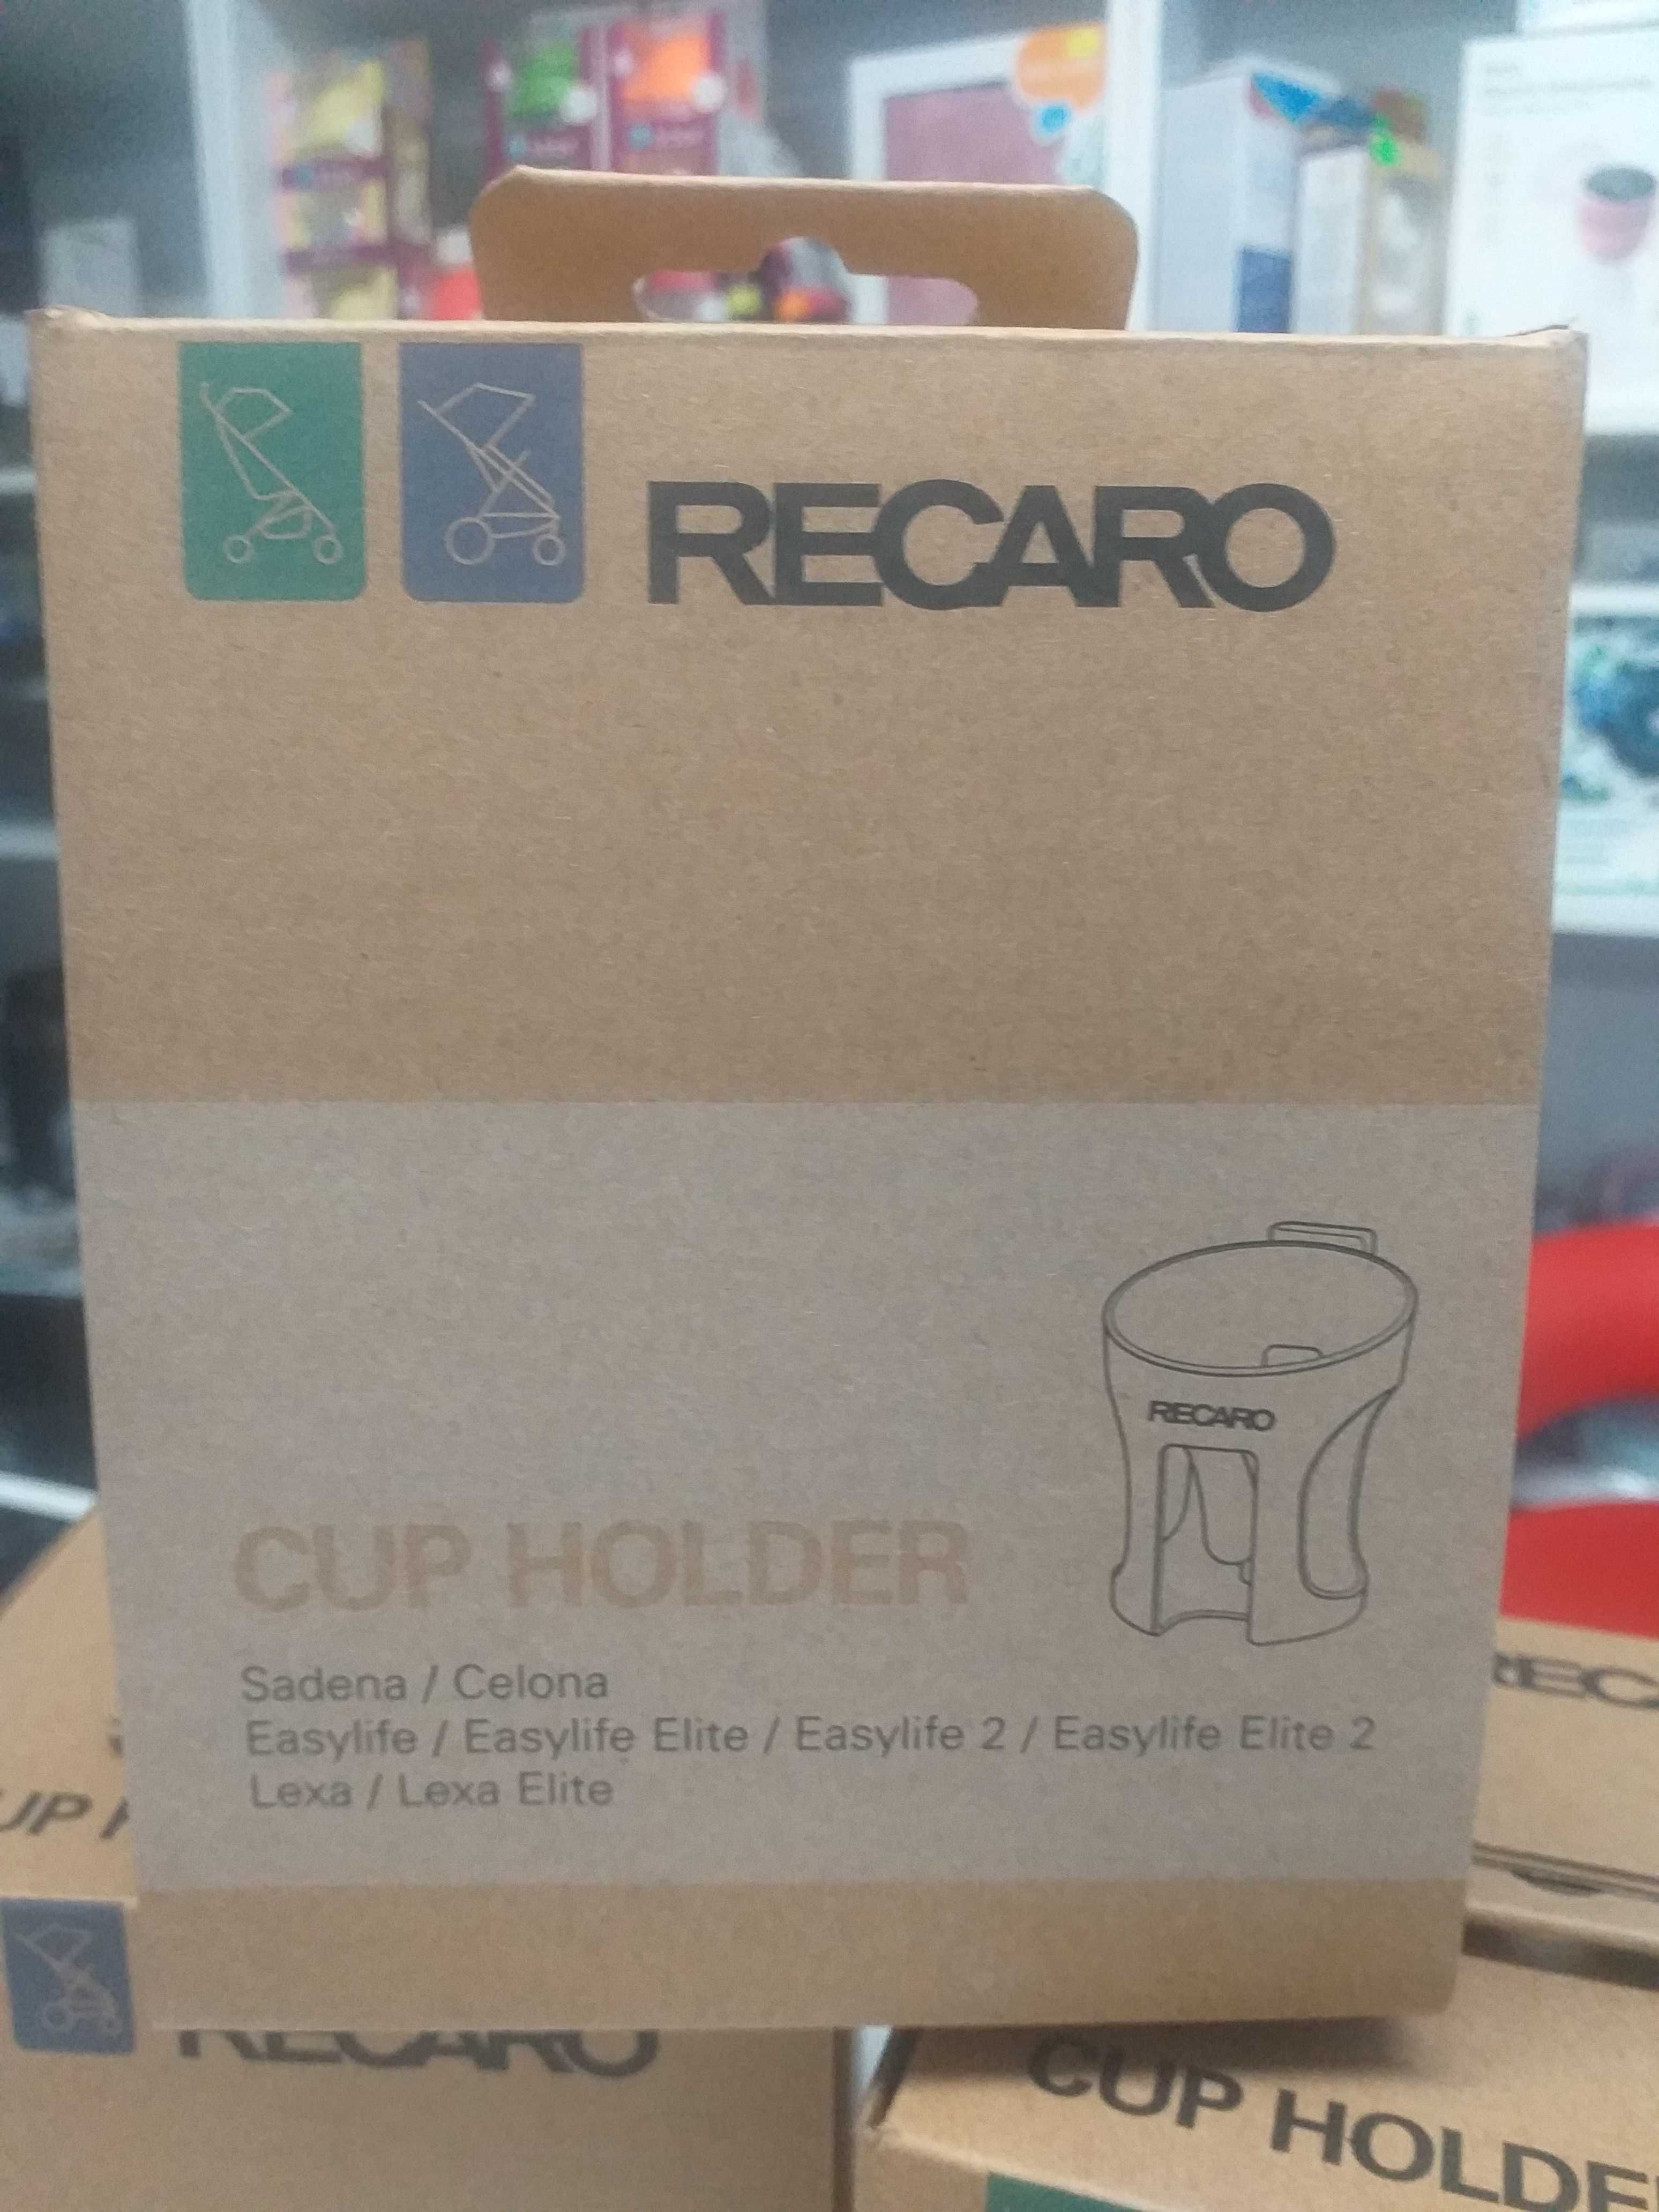 RECARO
RECARO
CUP HOLDER
Sadena / Celona
Easylife / Easylife Elite / Easylife 2 / Easylife Elite 2
Lexa / Lexa Elite
RECARO
CUP